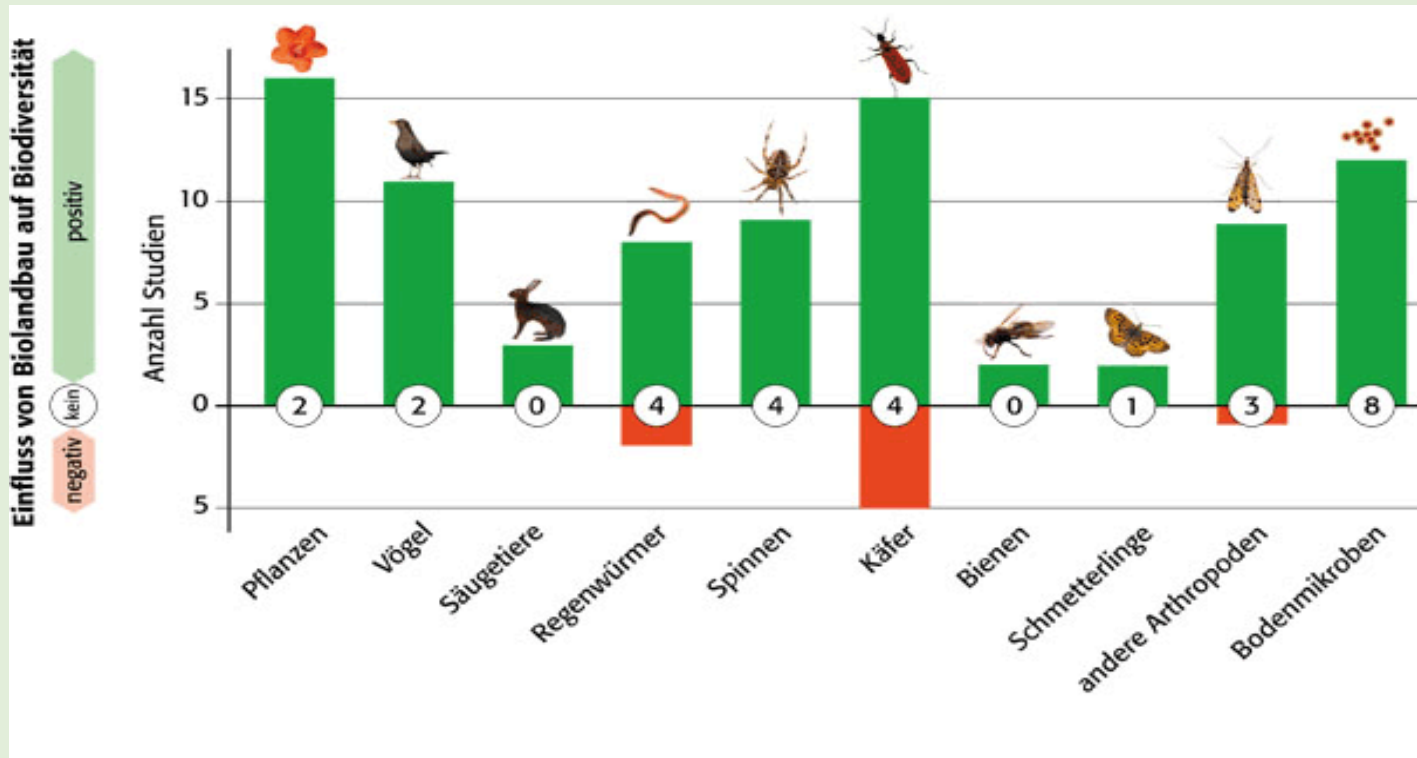 Einfluss von Biolandbau auf Biodiversität
positiv
kein
negativ
Anzahl Studien
15
10
5
0
5
2
2
0
4
4
4
0
1
3
8
Pflanzen
Vögel
Säugetiere
Regenwürmer
Spinnen
Käfer
Bienen
Schmetterlinge
andere Arthropoden
Bodenmikroben